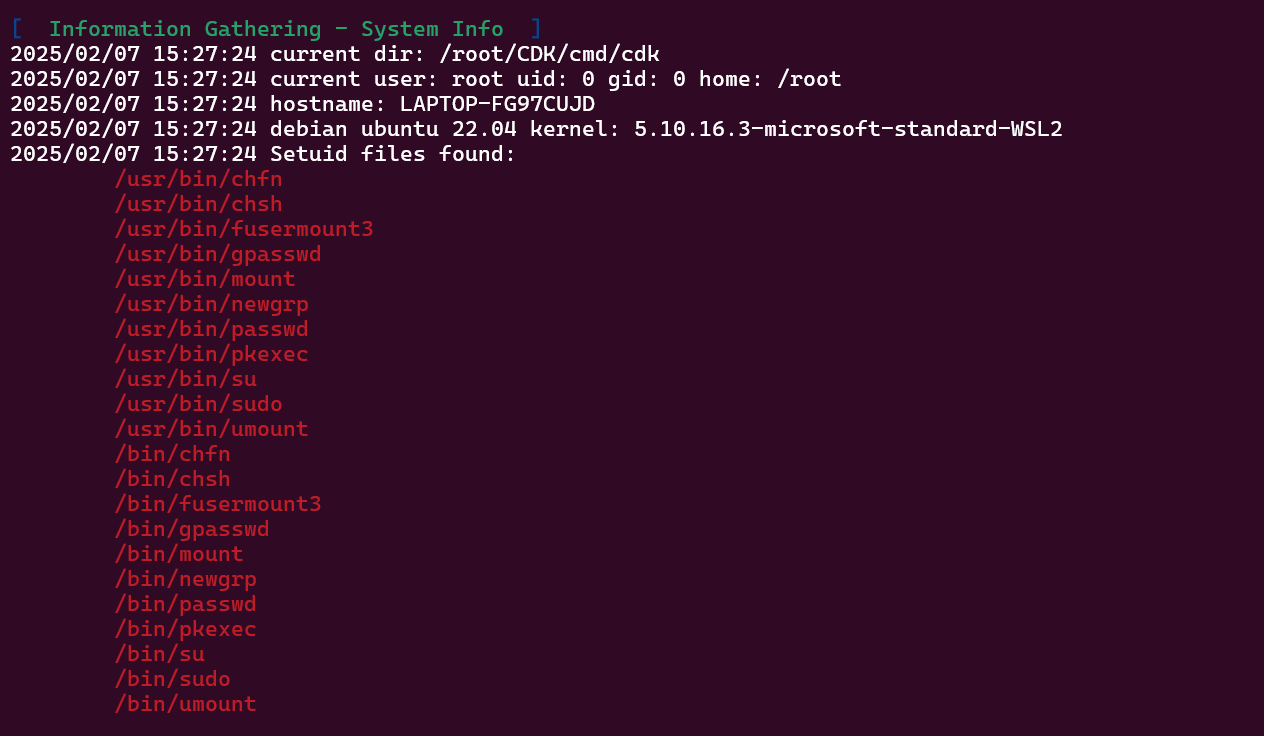 [  Information Gathering - System Info  ]
2025/02/07 15:27:24 current dir: /root/CDK/cmd/cdk
2025/02/07 15:27:24 current user: root uid: 0 gid: 0 home: /root
2025/02/07 15:27:24 hostname: LAPTOP-FG97CUJD
2025/02/07 15:27:24 debian ubuntu 22.04 kernel: 5.10.16.3-microsoft-standard-WSL2
2025/02/07 15:27:24 Setuid files found:
/usr/bin/chfn
/usr/bin/chsh
/usr/bin/fusermount3
/usr/bin/gpasswd
/usr/bin/mount
/usr/bin/newgrp
/usr/bin/passwd
/usr/bin/pkexec
/usr/bin/su
/usr/bin/sudo
/usr/bin/umount
/bin/chfn
/bin/chsh
/bin/fusermount3
/bin/gpasswd
/bin/mount
/bin/newgrp
/bin/passwd
/bin/pkexec
/bin/su
/bin/sudo
/bin/umount